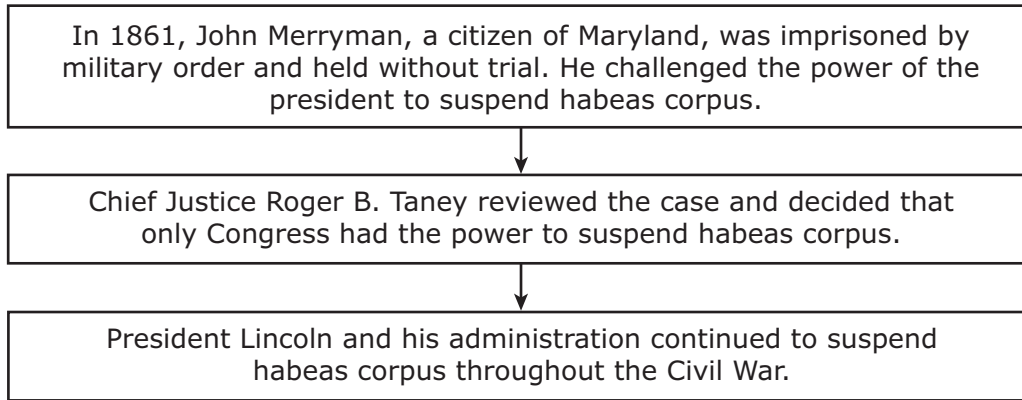 In 1861, John Merryman, a citizen of Maryland, was imprisoned by
military order and held without trial. He challenged the power of the
president to suspend habeas corpus.
Chief Justice Roger B. Taney reviewed the case and decided that
only Congress had the power to suspend habeas corpus.
President Lincoln and his administration continued to suspend
habeas corpus throughout the Civil War.